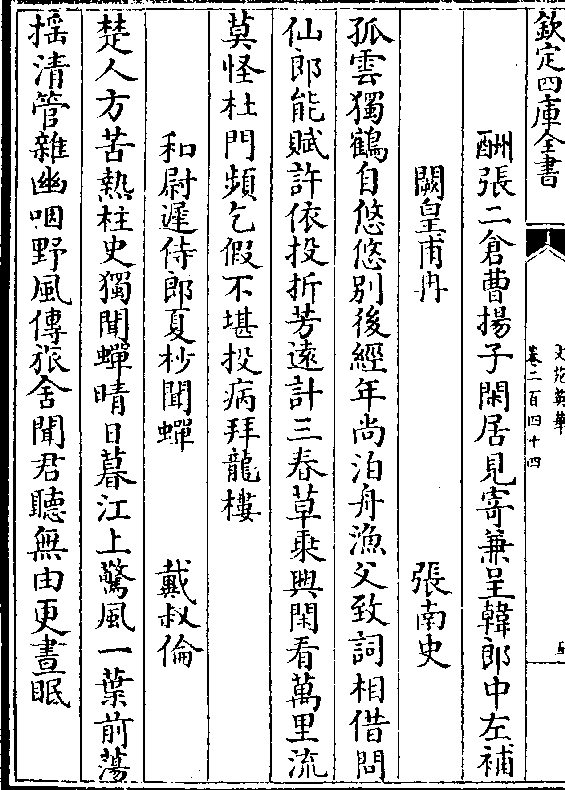 欽定四庫全書
文苑英華
卷二百四十四
酬張二倉曹揚子閑居見寄兼呈韓郎中左補
闕皇甫冉 張南史
孤雲獨鶴自悠悠別後經年尚泊舟漁父致詞相借問
仙郎能賦許依投折芳遠計三春草乘興閑看萬里流
莫怪杜門頻乞假不堪投病拜龍樓
和尉遲侍郎夏杪聞蟬 戴叔倫
楚人方苦熱柱史獨聞蟬晴日暮江上驚風一葉前蕩
揺清管雜幽咽野風傳旅舍聞君聽無由更晝眠